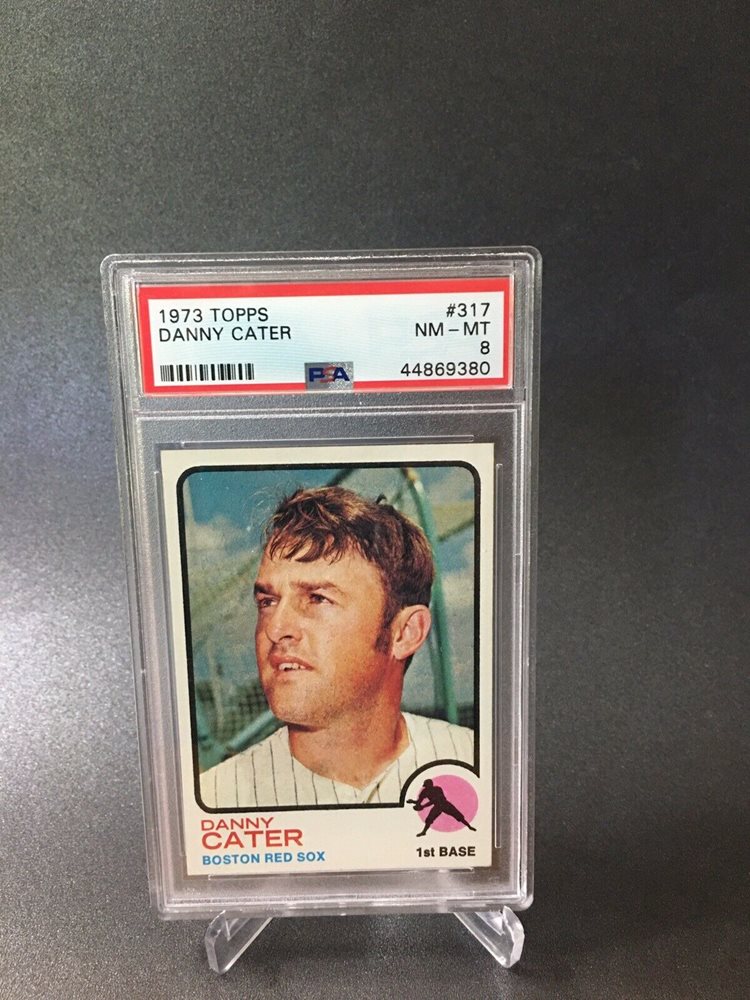 1973 TOPPS #317
DANNY CATER NM - MT
8
PSA 44869380
DANNY
CATER
BOSTON RED SOX
1st BASE